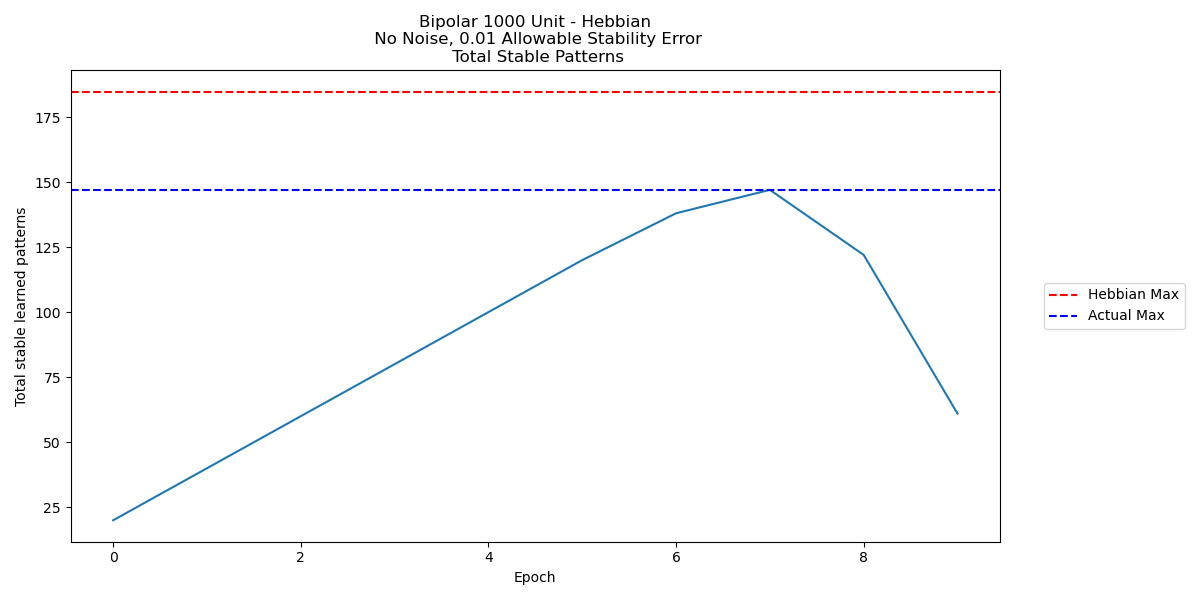 Bipolar 1000 Unit - Hebbian
No Noise, 0.01 Allowable Stability Error
Total Stable Patterns
Total stable learned patterns
175
150
125
100
75
50
25
0 2 4 6 8
Epoch
Hebbian Max
Actual Max